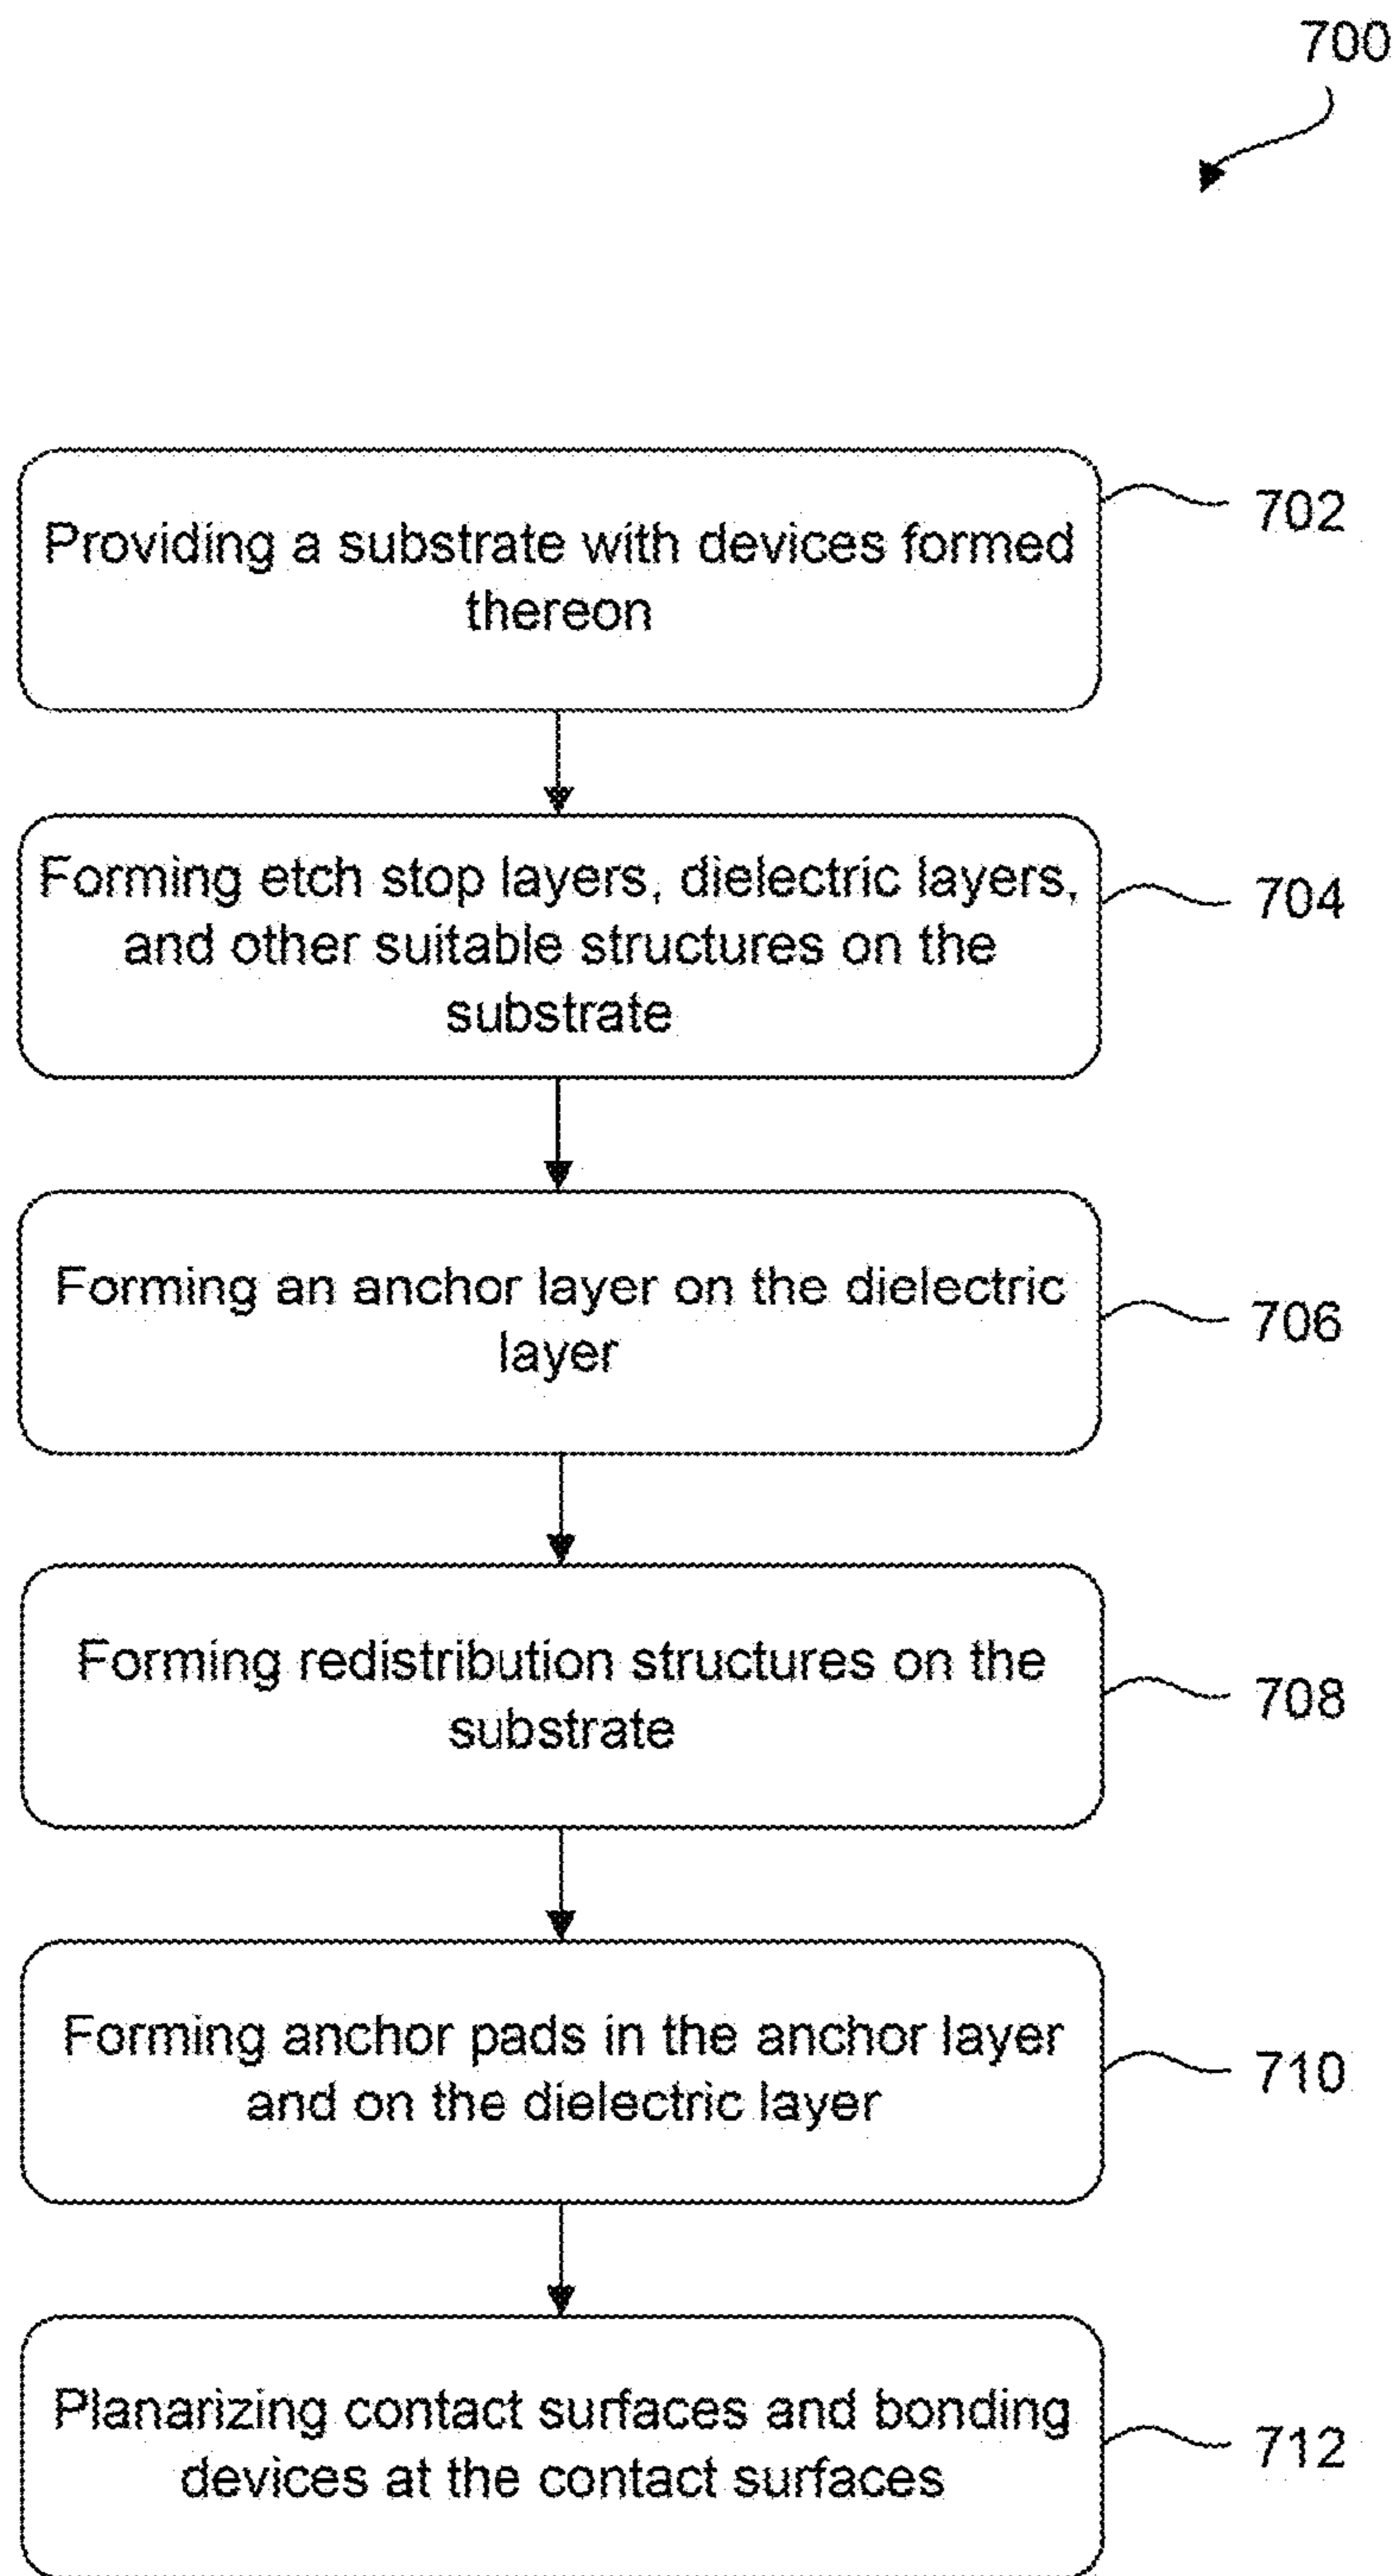 700
Providing a substrate with devices formed
thereon
702
Forming etch stop layers, dielectric layers,
and other suitable structures on the
substrate
704
Forming an anchor layer on the dielectric
layer
706
Forming redistribution structures on the
substrate
708
Forming anchor pads in the anchor layer
and on the dielectric layer
710
Planarizing contact surfaces and bonding
devices at the contact surfaces
712